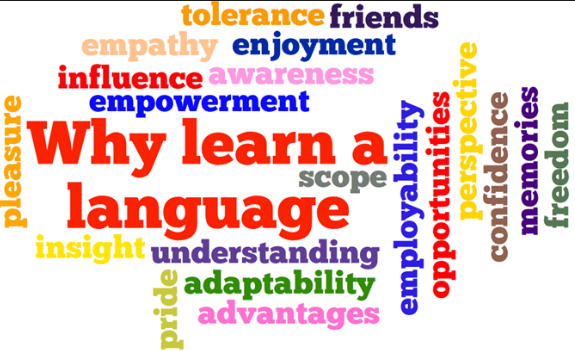 tolerance friends
empathy enjoyment
influence awareness
empowerment
Why learn a
scope
language
insight understanding
adaptability
advantages
pleasure
pride
employability
opportunities
perspective
confidence
memories
freedom